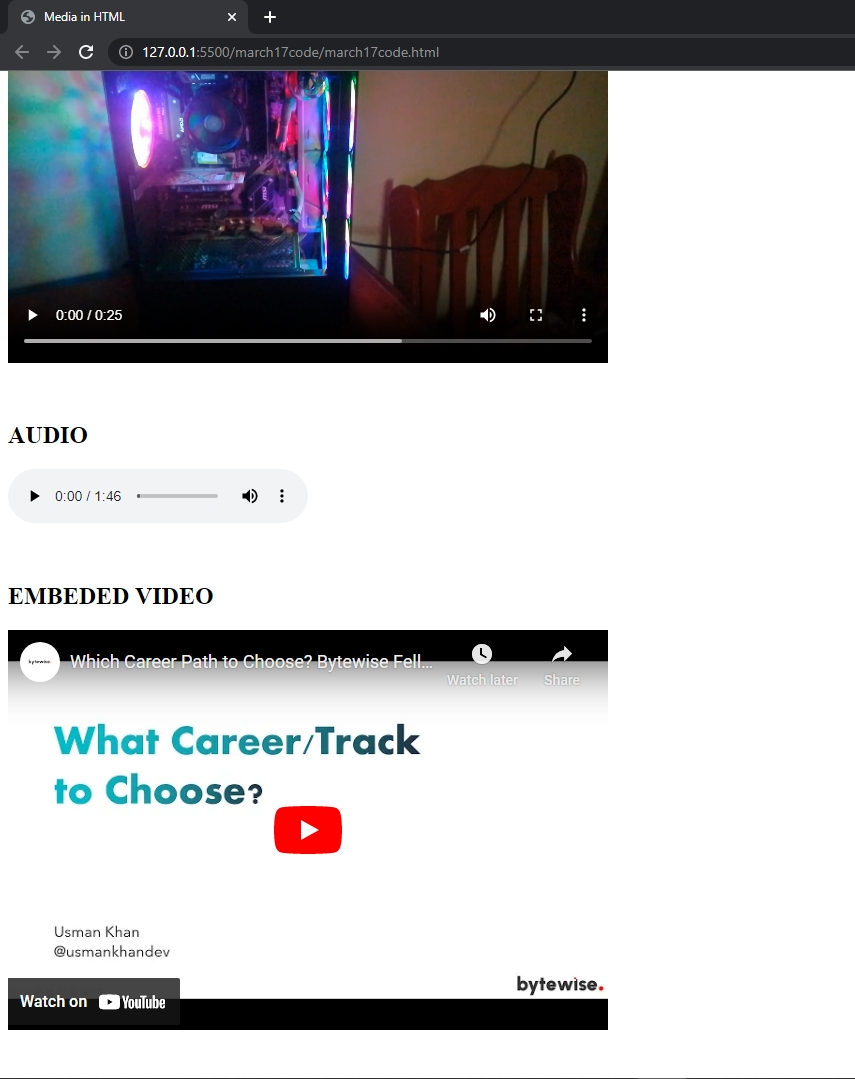 Media in HTML
127.0.0.1:5500/march17code/march17code.html
0:00 / 0:25
AUDIO
0:00 / 1:46
EMBEDED VIDEO
bytewise.
Which Career Path to Choose? Bytewise Fell...
Watch later
Share
What Career/Track
to Choose?
Usman Khan
@usmankhandev
bytewise.
Watch on YouTube